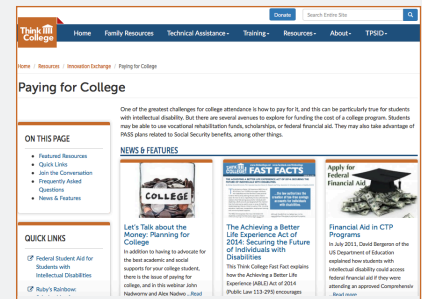 Donate
Search Entire Site
Think
College
Home
Family Resources
Technical Assistance
Training
Resources
About
TPSID
Home / Resources / Innovation Exchange / Paying for College
Paying for College
One of the greatest challenges for college attendance is how to pay for it, and this can be particularly true for students
with intellectual disability. But there are several avenues to explore for funding the cost of a college program. Students
may be able to use vocational rehabilitation funds, scholarships, or federal financial aid. They may also take advantage of
PASS plans related to Social Security benefits, among other things.
ON THIS PAGE
Featured Resources
Quick Links
Join the Conversation
Frequently Asked
Questions
News & Features
QUICK LINKS
Federal Student Aid for
Students with
Intellectual Disabilities
Ruby's Rainbow:
NEWS & FEATURES
COLLEGE
Let's Talk about the
Money: Planning for
College
In addition to having to advocate for
the best academic and social
supports for your college student,
there is the issue of paying for
college, and in this webinar John
Nadworny and Alex Nadwo ...Read
FAST FACTS
The Achieving a Better
Life Experience Act of
2014: Securing the Future
of Individuals with
Disabilities
This Think College Fast Fact explains
how the Achieving a Better Life
Experience (ABLE) Act of 2014
(Public Law 113-295) encourages
Apply for
Federal
Financial Aid
Financial Aid in CTP
Programs
In July 2011, David Bergeron of the
US Department of Education
explained how students with
intellectual disability could access
federal financial aid if they were
attending an approved Comprehensiv
...Read more